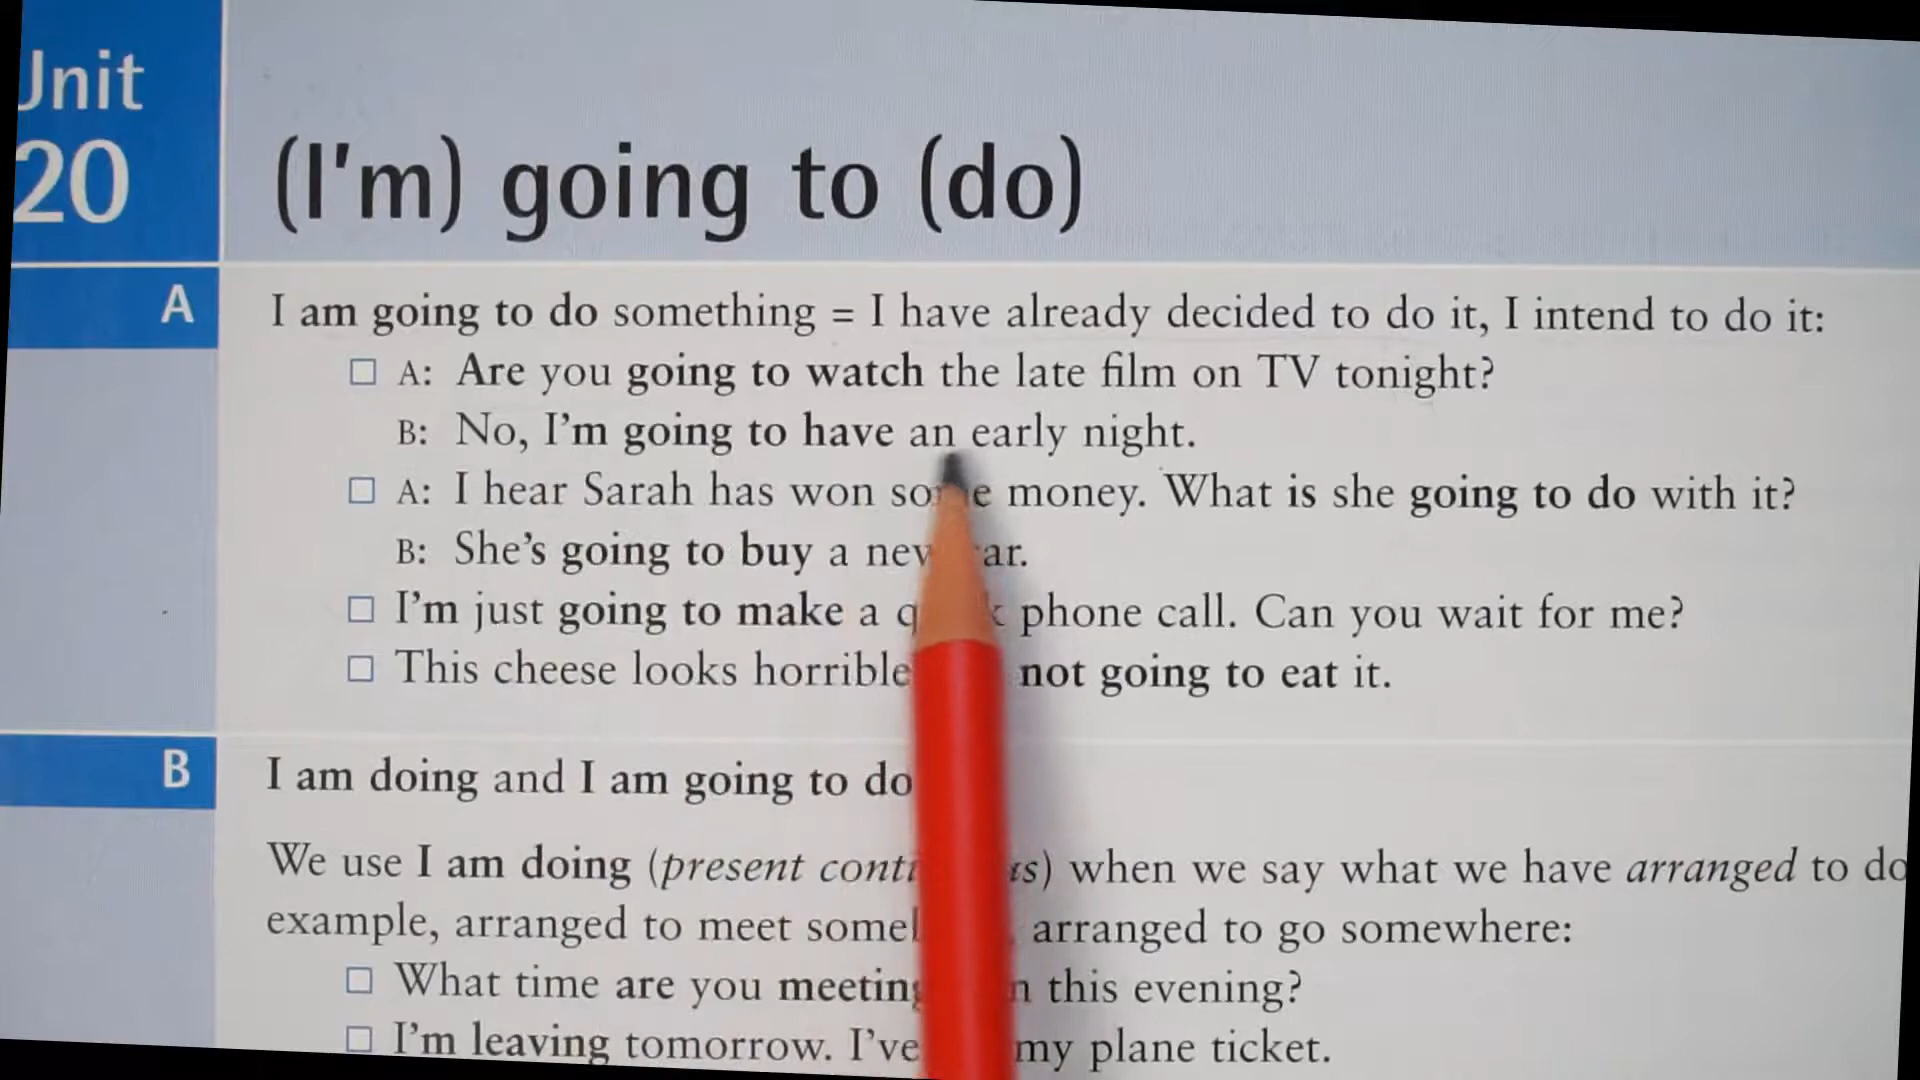 Unit
20
(I'm) going to (do)
A
I am going to do something = I have already decided to do it, I intend to do it:
A: Are you going to watch the late film on TV tonight?
B: No, I'm going to have an early night.
A: I hear Sarah has won some money. What is she going to do with it?
B: She's going to buy a new car.
I'm just going to make a phone call. Can you wait for me?
This cheese looks horrible not going to eat it.
B
I am doing and I am going to do
We use I am doing (present continuous) when we say what we have arranged to do
example, arranged to meet arranged to go somewhere:
What time are you meeting this evening?
I'm leaving tomorrow. I've my plane ticket.